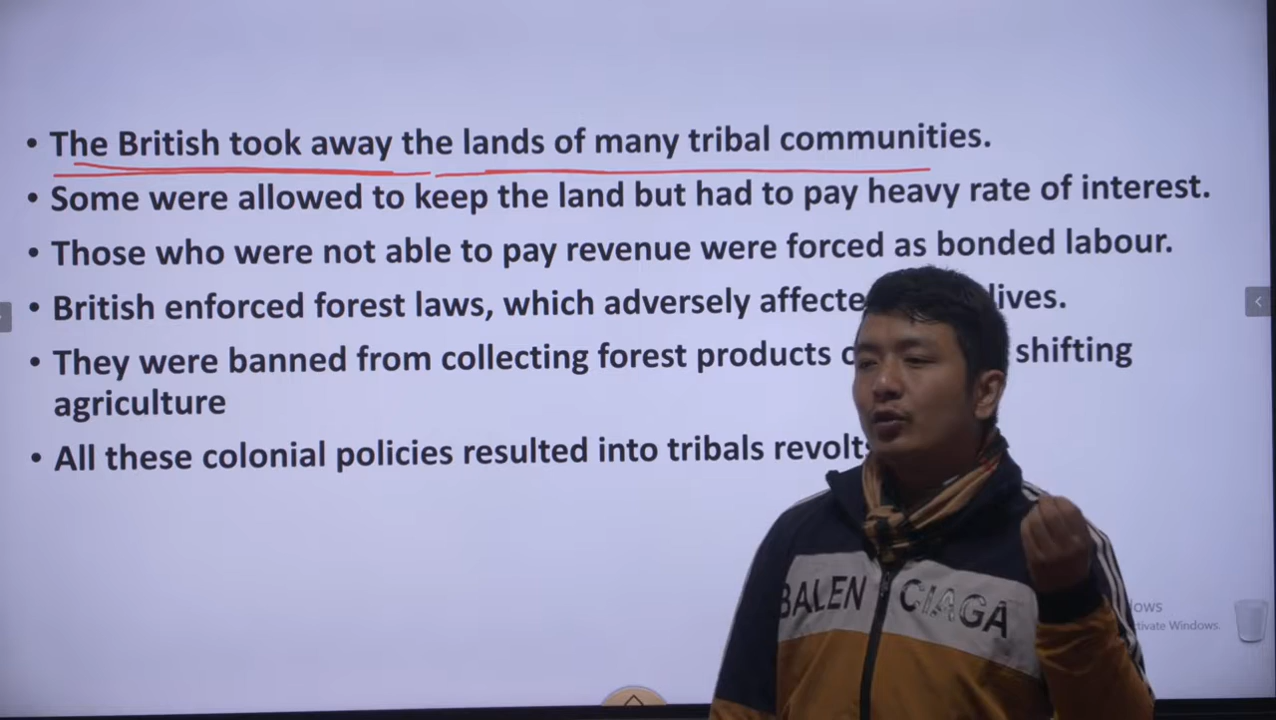 • The British took away the lands of many tribal communities.
• Some were allowed to keep the land but had to pay heavy rate of interest.
• Those who were not able to pay revenue were forced as bonded labour.
• British enforced forest laws, which adversely lives.
• They were banned from collecting forest products shifting
agriculture
• All these colonial policies resulted into tribals
BALEN CIAGA
Windows.